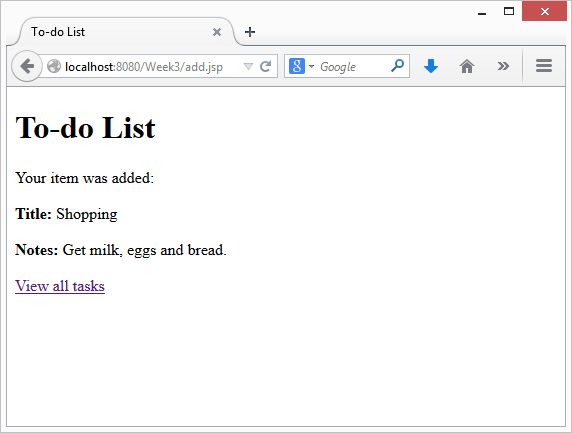 To-do List
localhost:8080/Week3/add.jsp
8 Google
To-do List
Your item was added:
Title: Shopping
Notes: Get milk, eggs and bread.
View all tasks